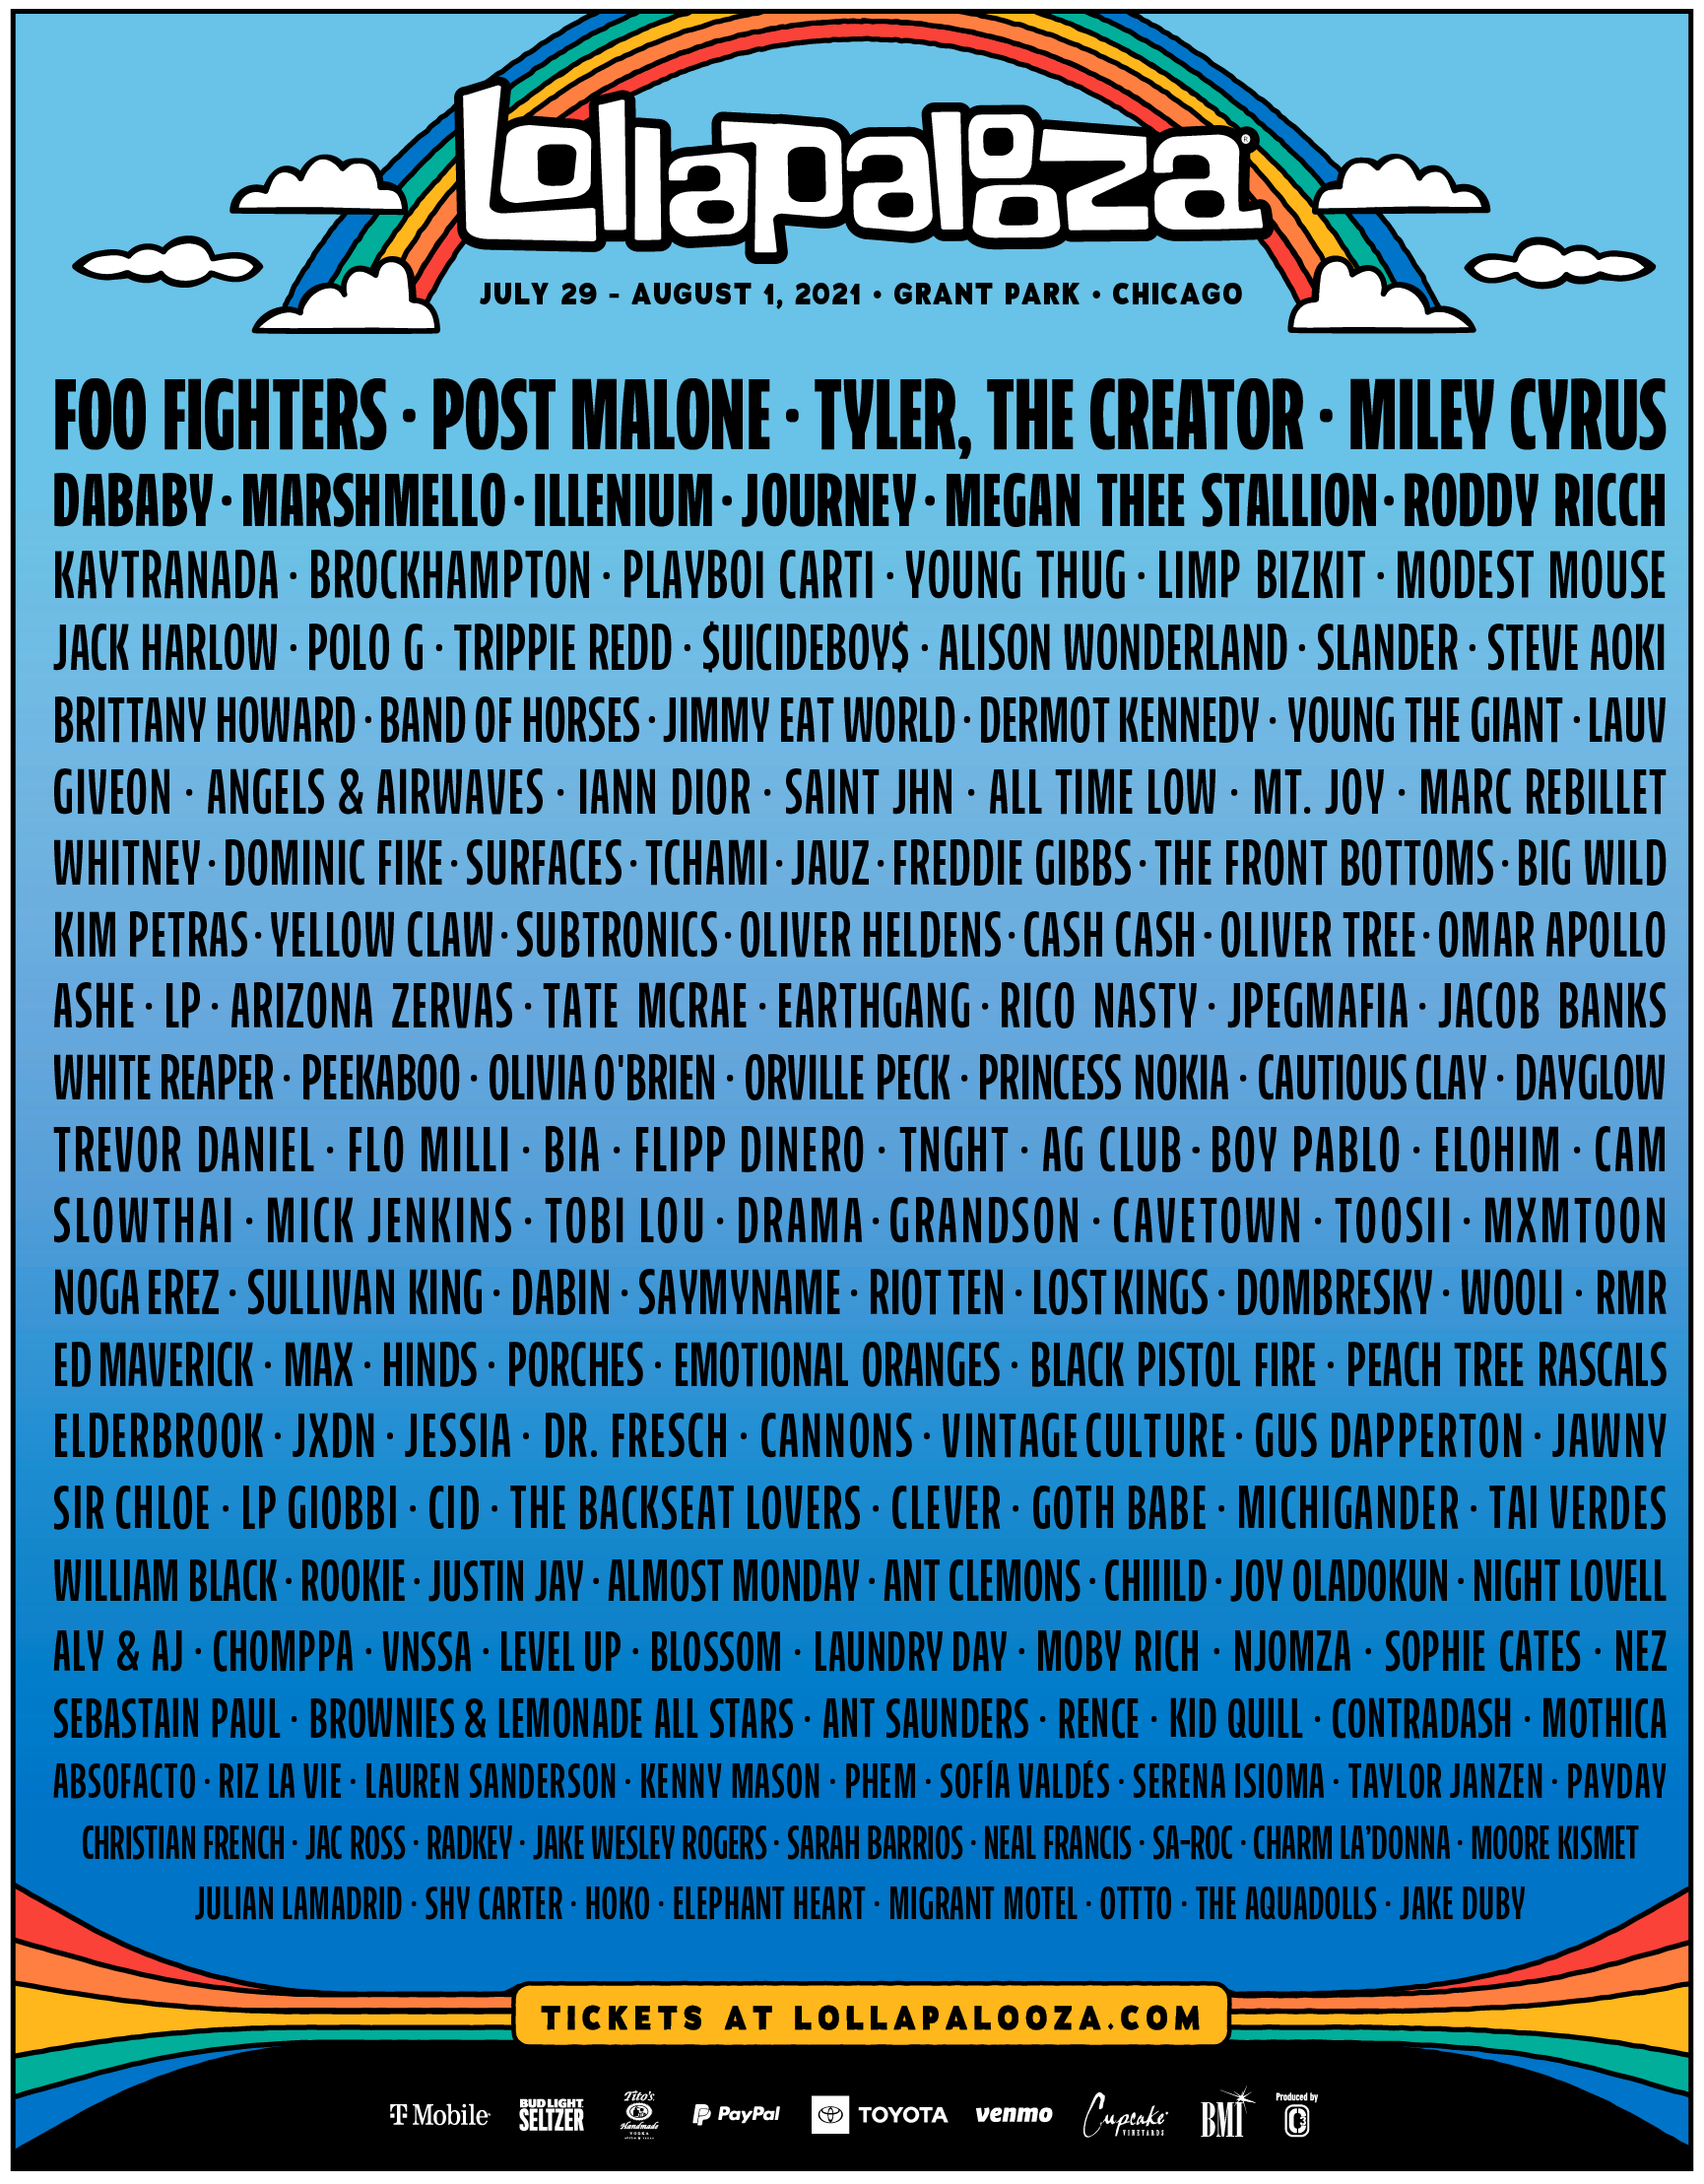 Lollapalooza®
JULY 29 - AUGUST 1, 2021 • GRANT PARK • CHICAGO
FOO FIGHTERS · POST MALONE · TYLER, THE CREATOR · MILEY CYRUS
DABABY · MARSHMELLO · ILLENIUM · JOURNEY · MEGAN THEE STALLION · RODDY RICCH
KAYTRANADA · BROCKHAMPTON · PLAYBOI CARTI · YOUNG THUG · LIMP BIZKIT · MODEST MOUSE
JACK HARLOW · POLO G · TRIPPIE REDD · $UICIDEBOY$ · ALISON WONDERLAND · SLANDER · STEVE AOKI
BRITTANY HOWARD · BAND OF HORSES · JIMMY EAT WORLD · DERMOT KENNEDY · YOUNG THE GIANT · LAUV
GIVEON · ANGELS & AIRWAVES · IANN DIOR · SAINT JHN · ALL TIME LOW · MT. JOY · MARC REBILLET
WHITNEY · DOMINIC FIKE · SURFACES · TCHAMI · JAUZ · FREDDIE GIBBS · THE FRONT BOTTOMS · BIG WILD
KIM PETRAS · YELLOW CLAW · SUBTRONICS · OLIVER HELDENS · CASH CASH · OLIVER TREE · OMAR APOLLO
ASHE · LP · ARIZONA ZERVAS · TATE MCRAE · EARTHGANG · RICO NASTY · JPEGMAFIA · JACOB BANKS
WHITE REAPER · PEEKABOO · OLIVIA O'BRIEN · ORVILLE PECK · PRINCESS NOKIA · CAUTIOUS CLAY · DAYGLOW
TREVOR DANIEL · FLO MILLI · BIA · FLIPP DINERO · TNGHT · AG CLUB · BOY PABLO · ELOHIM · CAM
SLOWTHAI · MICK JENKINS · TOBI LOU · DRAMA · GRANDSON · CAVETOWN · TOOSII · MXMTOON
NOGA EREZ · SULLIVAN KING · DABIN · SAYMYNAME · RIOT TEN · LOST KINGS · DOMBRESKY · WOOLI · RMR
ED MAVERICK · MAX · HINDS · PORCHES · EMOTIONAL ORANGES · BLACK PISTOL FIRE · PEACH TREE RASCALS
ELDERBROOK · JXDN · JESSIA · DR. FRESCH · CANNONS · VINTAGE CULTURE · GUS DAPPERTON · JAWNY
SIR CHLOE · LP GIOBBI · CID · THE BACKSEAT LOVERS · CLEVER · GOTH BABE · MICHIGANDER · TAI VERDES
WILLIAM BLACK · ROOKIE · JUSTIN JAY · ALMOST MONDAY · ANT CLEMONS · CHIIILD · JOY OLADOKUN · NIGHT LOVELL
ALY & AJ · CHOMPPA · VNSSA · LEVEL UP · BLOSSOM · LAUNDRY DAY · MOBY RICH · NJOMZA · SOPHIE CATES · NEZ
SEBASTAIN PAUL · BROWNIES & LEMONADE ALL STARS · ANT SAUNDERS · RENCE · KID QUILL · CONTRADASH · MOTHICA
ABSOFACTO · RIZ LA VIE · LAUREN SANDERSON · KENNY MASON · PHEM · SOFÍA VALDÉS · SERENA ISIOMA · TAYLOR JANZEN · PAYDAY
CHRISTIAN FRENCH · JAC ROSS · RADKEY · JAKE WESLEY ROGERS · SARAH BARRIOS · NEAL FRANCIS · SA-ROC · CHARM LA'DONNA · MOORE KISMET
JULIAN LAMADRID · SHY CARTER · HOKO · ELEPHANT HEART · MIGRANT MOTEL · OTTTO · THE AQUADOLLS · JAKE DUBY
TICKETS AT LOLLAPALOOZA.COM
T Mobile BUD LIGHT SELTZER Tito's Handmade VODKA PayPal TOYOTA venmo Cupcake VINEYARDS BMI Produced by C3